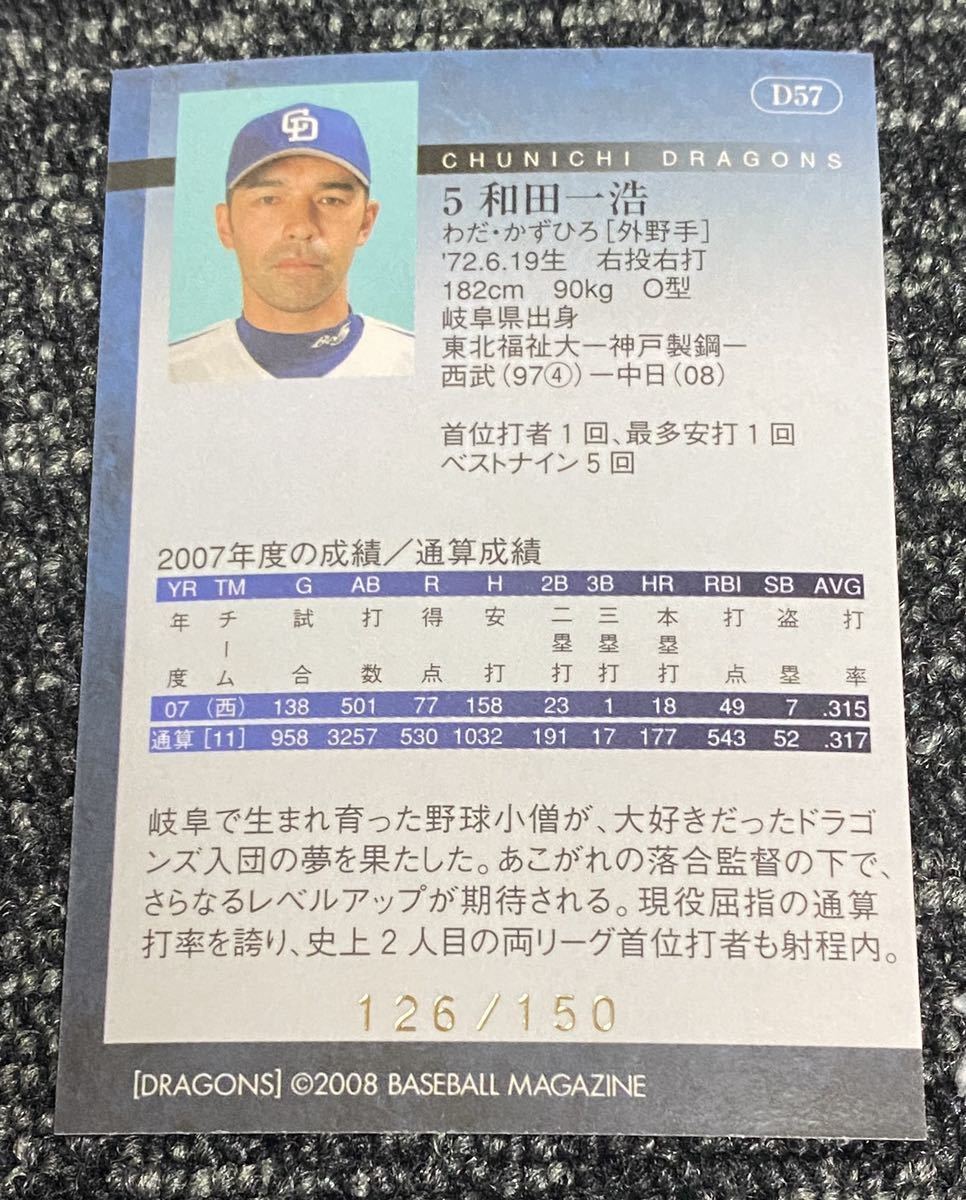 D57
CHUNICHI DRAGONS
5 和田一浩
わだ・かずひろ[外野手]
'72.6.19生 右投右打
182cm 90kg O型
岐阜県出身
東北福祉大ー神戸製鋼ー
西武(97④)ー中日(08)
首位打者1回、最多安打1回
ベストナイン5回
2007年度の成績/通算成績
YR TM G AB R H 2B 3B HR RBI SB AVG
年度 チーム 試合 打数 得点 安打 二塁打 三塁打 本塁打 打点 盗塁 打率
07 (西) 138 501 77 158 23 1 18 49 7 .315
通算 [11] 958 3257 530 1032 191 17 177 543 52 .317
岐阜で生まれ育った野球小僧が、大好きだったドラゴ
ンズ入団の夢を果たした。あこがれの落合監督の下で、
さらなるレベルアップが期待される。現役屈指の通算
打率を誇り、史上2人目の両リーグ首位打者も射程内。
126/150
[DRAGONS] ©2008 BASEBALL MAGAZINE